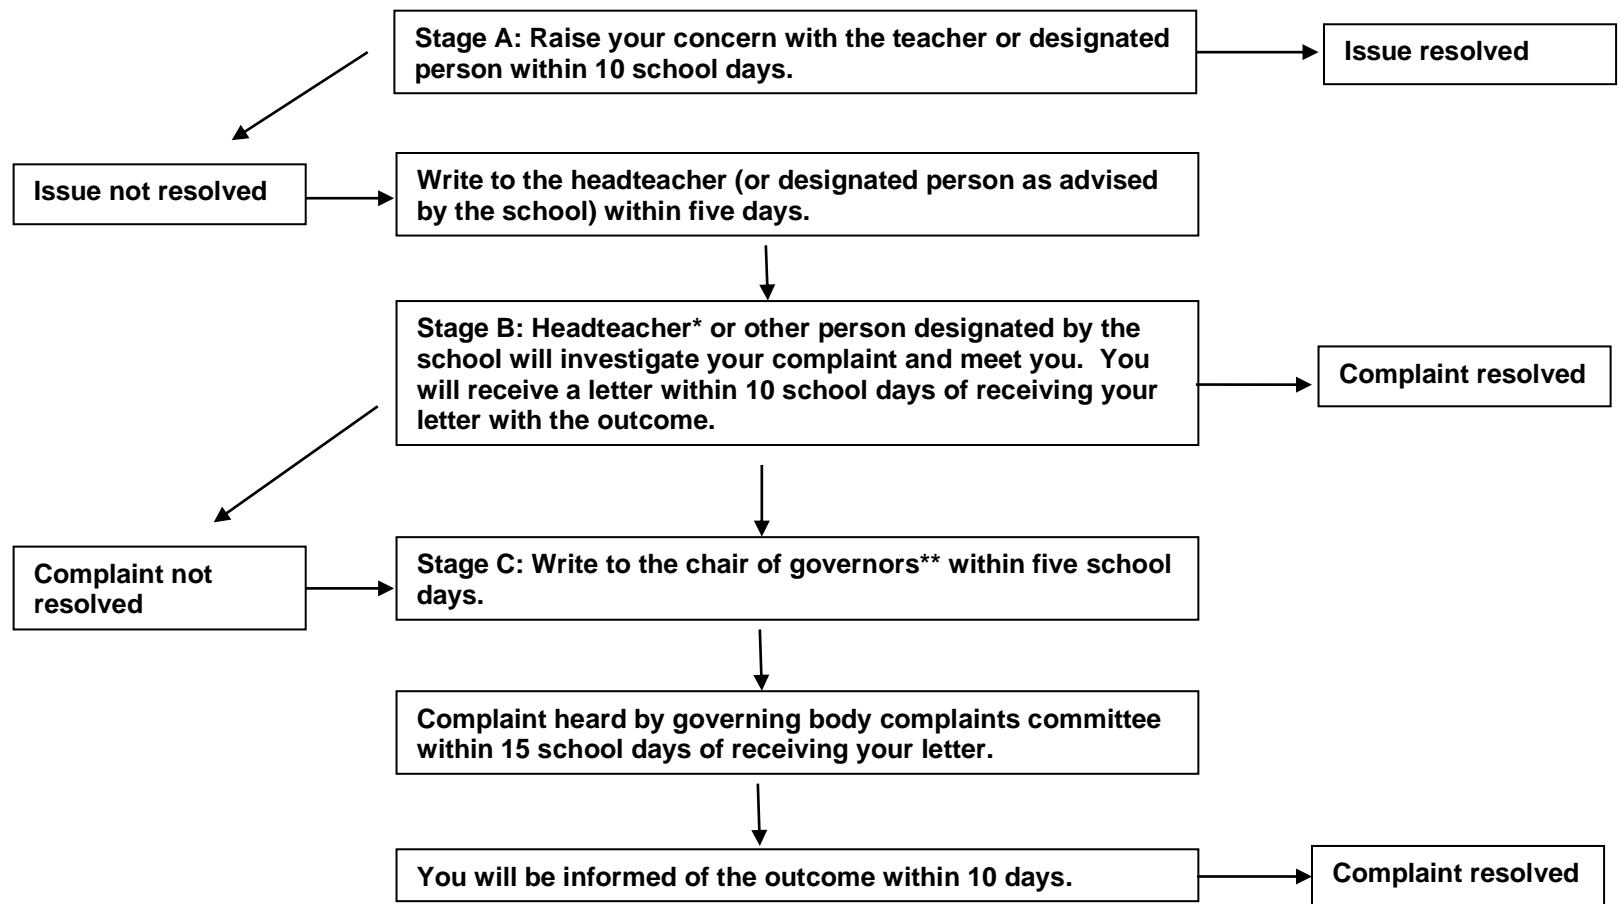 Stage A: Raise your concern with the teacher or designated
person within 10 school days.
Issue resolved
Issue not resolved
Write to the headteacher (or designated person as advised
by the school) within five days.
Stage B: Headteacher* or other person designated by the
school will investigate your complaint and meet you.  You
will receive a letter within 10 school days of receiving your
letter with the outcome.
Complaint resolved
Complaint not
resolved
Stage C: Write to the chair of governors** within five school
days.
Complaint heard by governing body complaints committee
within 15 school days of receiving your letter.
You will be informed of the outcome within 10 days.
Complaint resolved